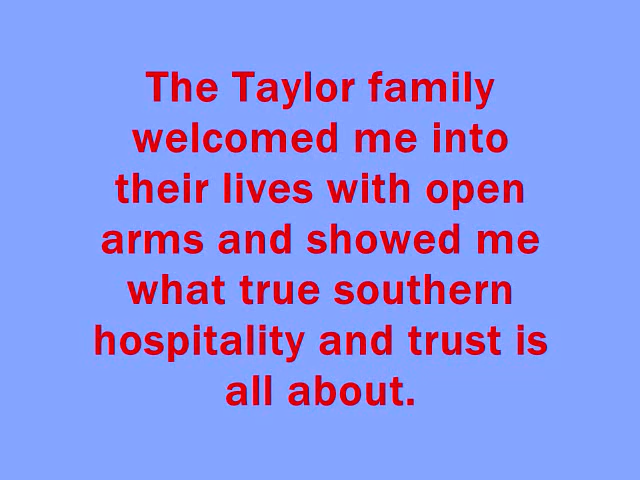 The Taylor family
welcomed me into
their lives with open
arms and showed me
what true southern
hospitality and trust is
all about.